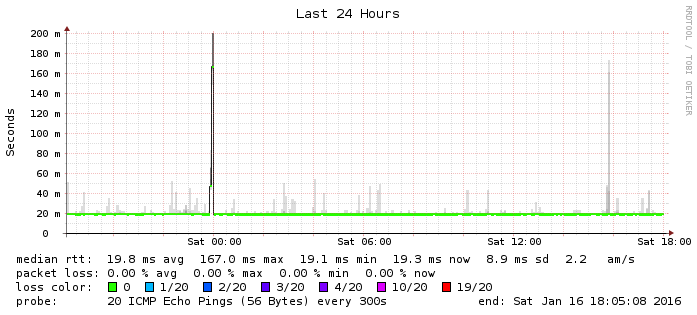 Last 24 Hours
RRDTOOL / TOBI OETIKER
Seconds
200 m
180 m
160 m
140 m
120 m
100 m
80 m
60 m
40 m
20 m
0
Sat 00:00 Sat 06:00 Sat 12:00 Sat 18:00
median rtt: 19.8 ms avg 167.0 ms max 19.1 ms min 19.3 ms now 8.9 ms sd 2.2 am/s
packet loss: 0.00 % avg 0.00 % max 0.00 % min 0.00 % now
loss color: 0 1/20 2/20 3/20 4/20 10/20 19/20
probe: 20 ICMP Echo Pings (56 Bytes) every 300s end: Sat Jan 16 18:05:08 2016